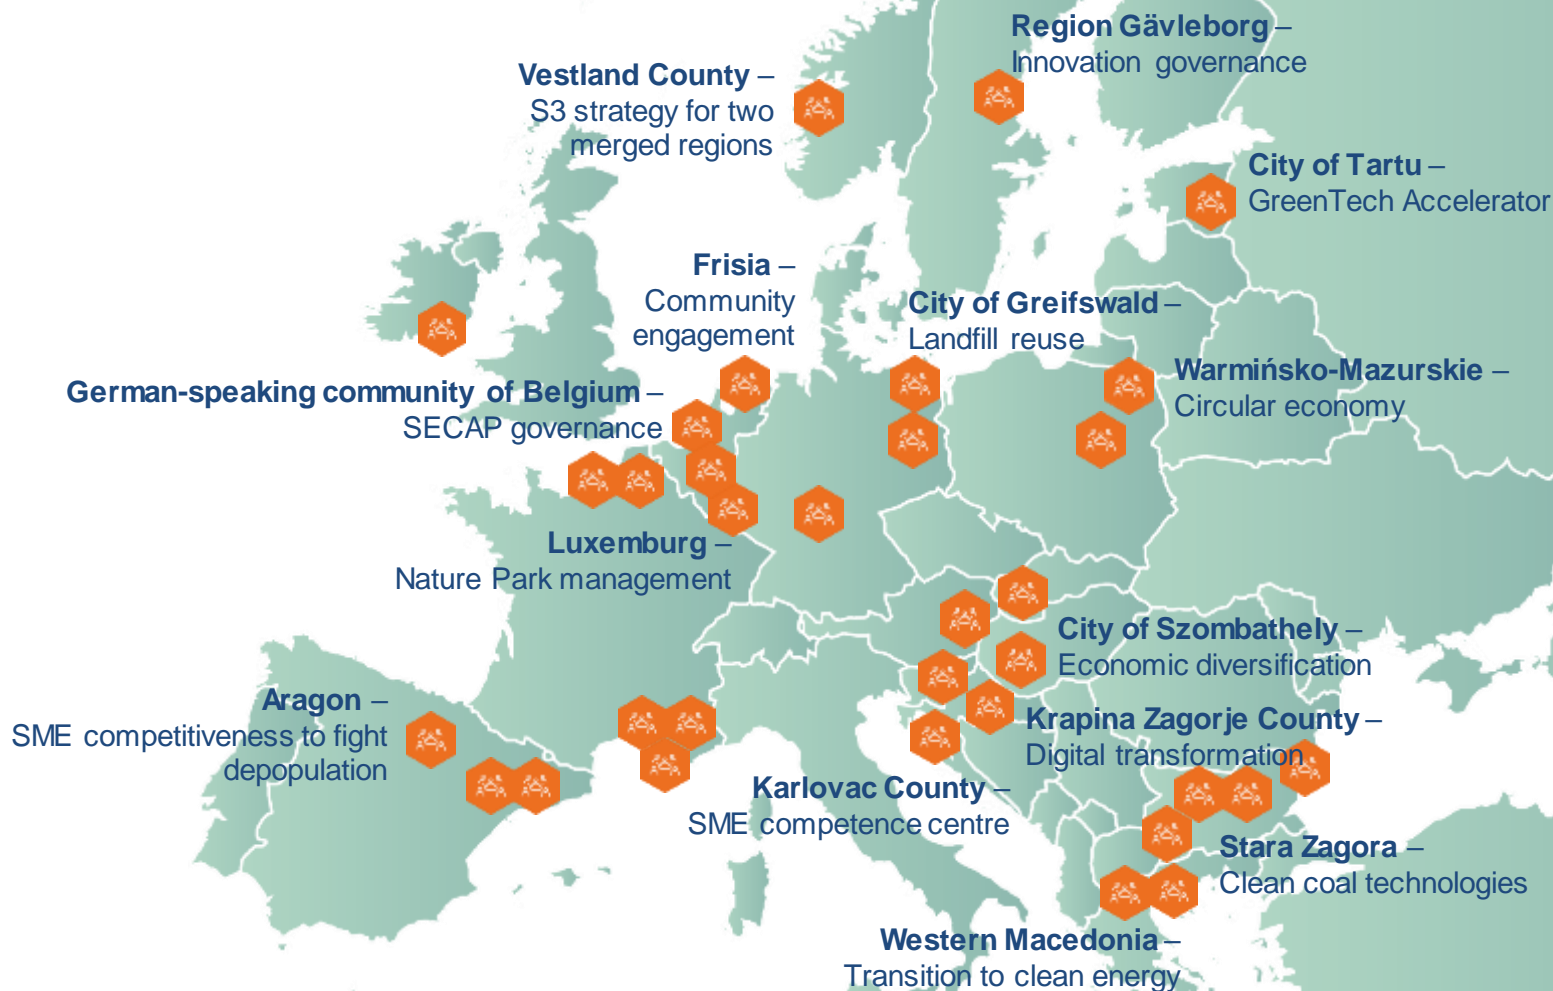 Region Gävleborg –
Innovation governance
Vestland County –
S3 strategy for two
merged regions
City of Tartu –
GreenTech Accelerator
Frisia –
Community
engagement
City of Greifswald –
Landfill reuse
Warmińsko-Mazurskie –
Circular economy
German-speaking community of Belgium –
SECAP governance
Luxemburg –
Nature Park management
City of Szombathely –
Economic diversification
Aragon –
SME competitiveness to fight
depopulation
Krapina Zagorje County –
Digital transformation
Karlovac County –
SME competence centre
Stara Zagora –
Clean coal technologies
Western Macedonia –
Transition to clean energy